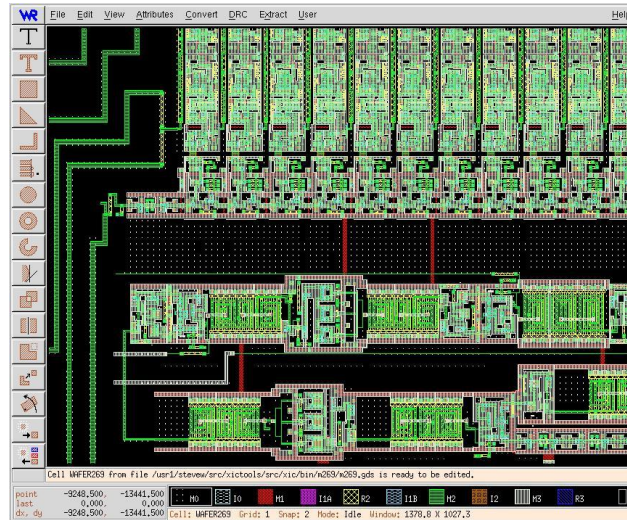 WR File Edit View Attributes Convert DRC Extract User Help
T
T
Cell WAFER269 from file /usr1/stevew/src/xictools/src/xic/bin/m269/m269.gds is ready to be edited.
point -9248.500, -13441.500
last 0.000, 0.000
dx, dy -9248.500, -13441.500
M0 I0 M1 I1A R2 I1B M2 I2 M3 R3
Cell: WAFER269 Grid: 1 Snap: 2 Mode: Idle Window: 1378.8 X 1027.3